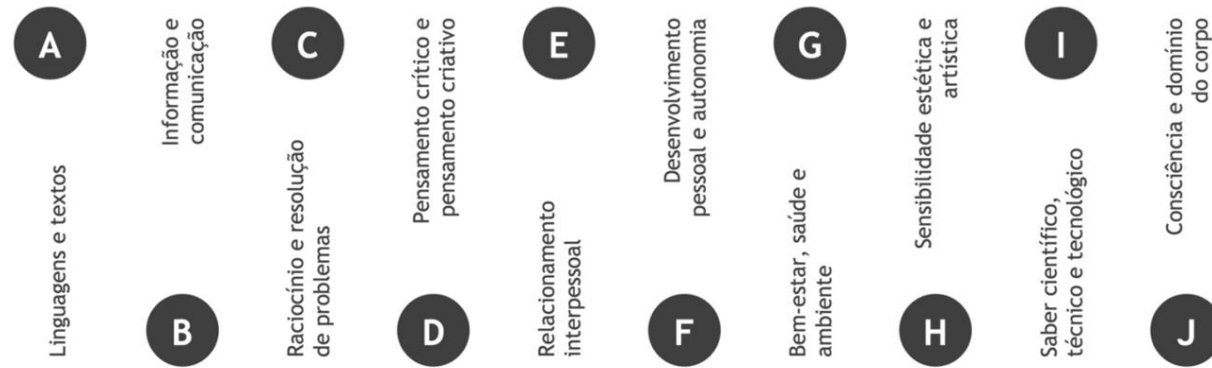 A
Linguagens e textos
Informação e
comunicação
B
C
Raciocínio e resolução
de problemas
Pensamento crítico e
pensamento criativo
D
E
Relacionamento
interpessoal
Desenvolvimento
pessoal e autonomia
F
G
Bem-estar, saúde e
ambiente
Sensibilidade estética e
artística
H
I
Saber científico,
técnico e tecnológico
Consciência e domínio
do corpo
J